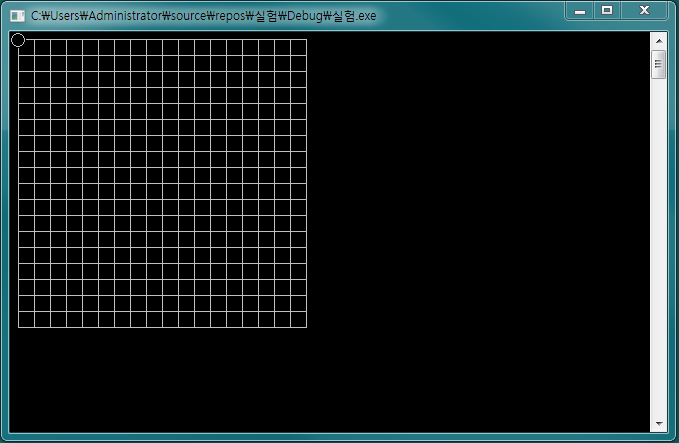 C:₩Users₩Administrator₩source₩repos₩실험₩Debug₩실험.exe